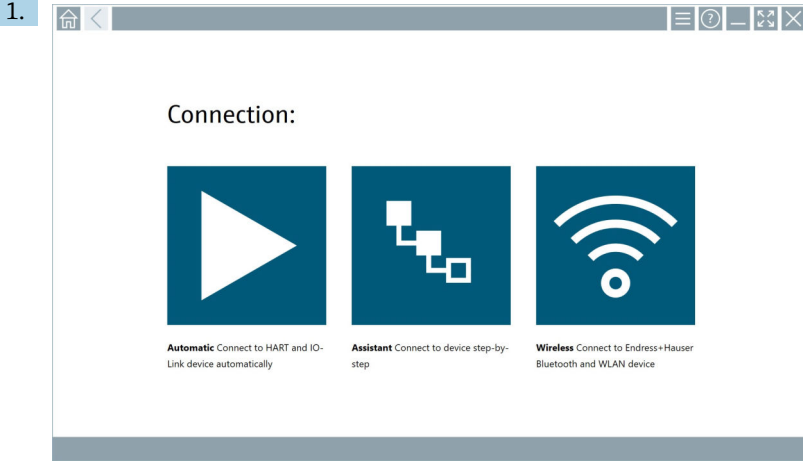 1.
Connection:
Automatic Connect to HART and IO-
Link device automatically
Assistant Connect to device step-by-
step
Wireless Connect to Endress+Hauser
Bluetooth and WLAN device